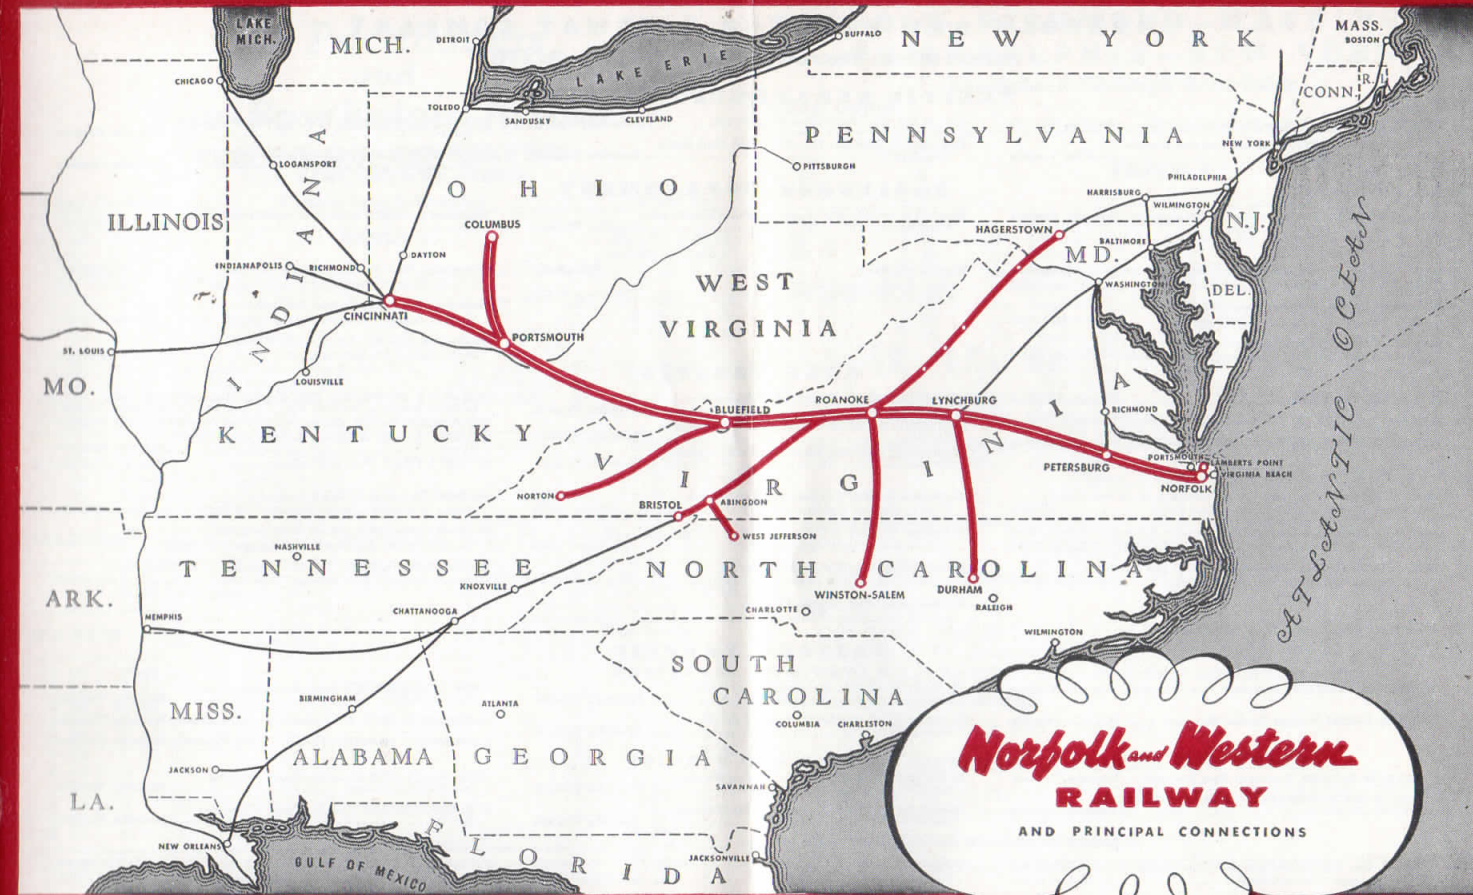 LAKE
MICH.
MICH.
DETROIT
LAKE ERIE
BUFFALO
NEW YORK
MASS.
BOSTON
CHICAGO
TOLEDO
SANDUSKY
CLEVELAND
CONN.
R.I.
PENNSYLVANIA
NEW YORK
LOGANSPORT
INDIANA
OHIO
PITTSBURGH
PHILADELPHIA
HARRISBURG
WILMINGTON
ILLINOIS
COLUMBUS
HAGERSTOWN
N.J.
BALTIMORE
MD.
DAYTON
INDIANAPOLIS
RICHMOND
WASHINGTON
DEL.
WEST
VIRGINIA
CINCINNATI
PORTSMOUTH
ATLANTIC OCEAN
ST. LOUIS
MO.
LOUISVILLE
BLUEFIELD
ROANOKE
LYNCHBURG
RICHMOND
KENTUCKY
VIRGINIA
PETERSBURG
PORTSMOUTH
LAMBERTS POINT
VIRGINIA BEACH
NORFOLK
NORTON
BRISTOL
ABINGDON
WEST JEFFERSON
NASHVILLE
TENNESSEE
NORTH CAROLINA
KNOXVILLE
WINSTON-SALEM
DURHAM
RALEIGH
ARK.
MEMPHIS
CHATTANOOGA
CHARLOTTE
WILMINGTON
SOUTH
CAROLINA
COLUMBIA
CHARLESTON
MISS.
BIRMINGHAM
ATLANTA
ALABAMA
GEORGIA
JACKSON
SAVANNAH
LA.
NEW ORLEANS
GULF OF MEXICO
FLORIDA
JACKSONVILLE
Norfolk and Western
RAILWAY
AND PRINCIPAL CONNECTIONS